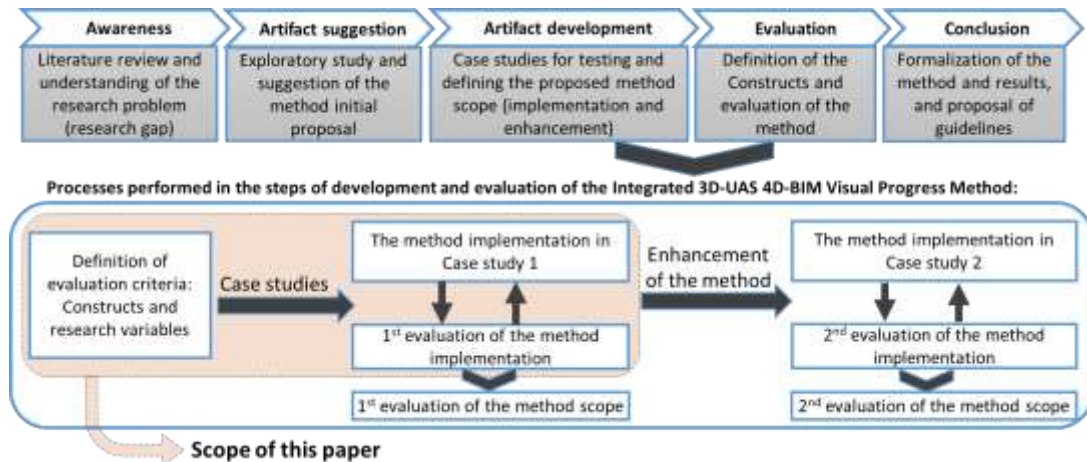 Awareness
Artifact suggestion
Artifact development
Evaluation
Conclusion
Literature review and
understanding of the
research problem
(research gap)
Exploratory study and
suggestion of the
method initial
proposal
Case studies for testing and
defining the proposed method
scope (implementation and
enhancement)
Definition of the
Constructs and
evaluation of the
method
Formalization of the
method and results,
and proposal of
guidelines
Processes performed in the steps of development and evaluation of the Integrated 3D-UAS 4D-BIM Visual Progress Method:
Definition of
evaluation criteria:
Constructs and
research variables
Case studies
The method implementation in
Case study 1
1st evaluation of the method
implementation
1st evaluation of the method scope
Enhancement
of the method
The method implementation in
Case study 2
2nd evaluation of the method
implementation
2nd evaluation of the method scope
Scope of this paper